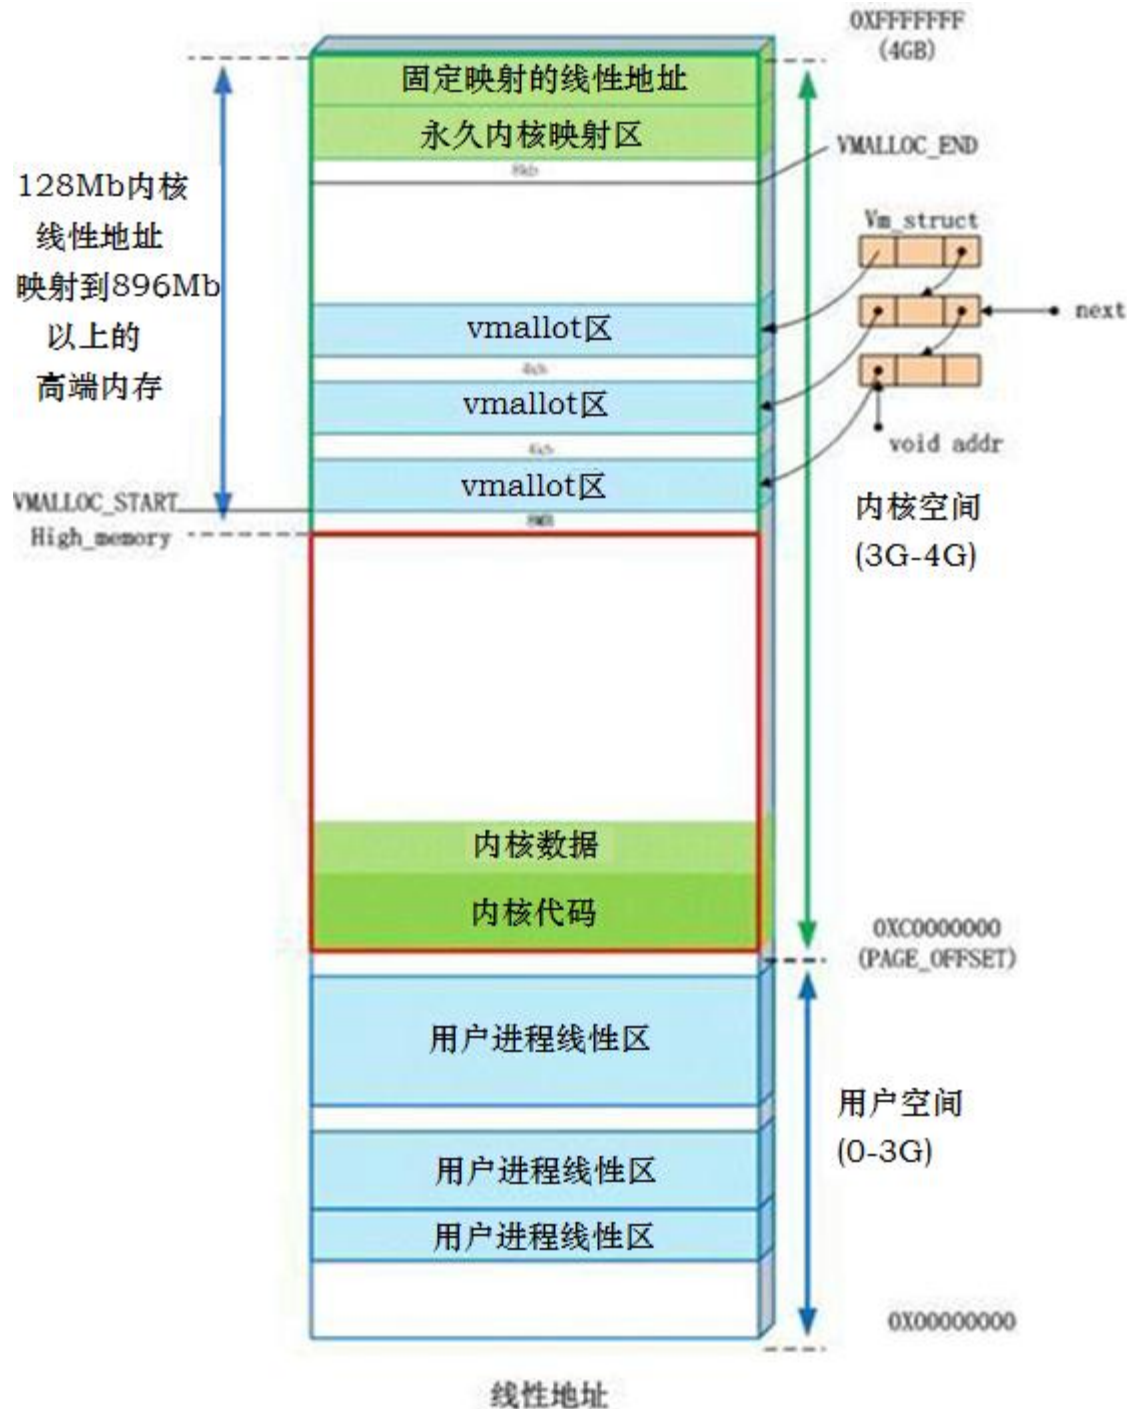 0XFFFFFFF
(4GB)
固定映射的线性地址
永久内核映射区
8kb
VMALLOC_END
128Mb内核
线性地址
映射到896Mb
以上的
高端内存
Vm_struct
next
vmallot区
4kb
vmallot区
4kb
void addr
vmallot区
VMALLOC_START
8MB
High_memory
内核空间
(3G-4G)
内核数据
内核代码
0XC0000000
(PAGE_OFFSET)
用户进程线性区
用户空间
(0-3G)
用户进程线性区
用户进程线性区
0X00000000
线性地址